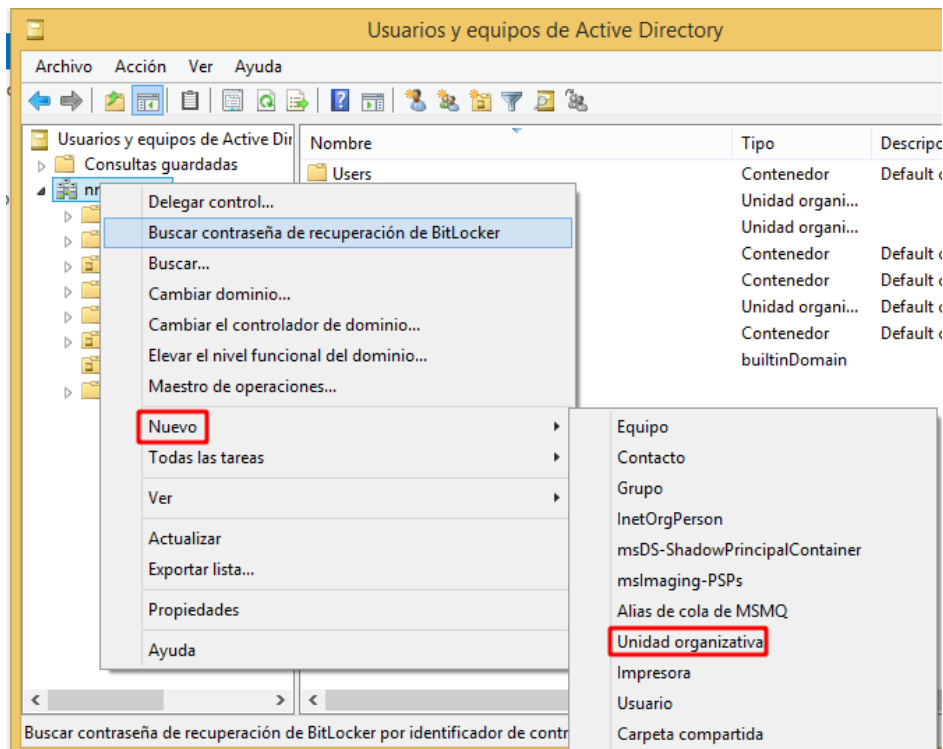 Usuarios y equipos de Active Directory
Archivo Acción Ver Ayuda
Usuarios y equipos de Active Dir
Nombre Tipo Descripc
Consultas guardadas
Users Contenedor Default c
Delegar control... Unidad organi...
Buscar contraseña de recuperación de BitLocker Unidad organi...
Buscar... Contenedor Default c
Cambiar dominio... Contenedor Default c
Cambiar el controlador de dominio... Unidad organi... Default c
Elevar el nivel funcional del dominio... Contenedor Default c
Maestro de operaciones... builtinDomain
Nuevo
Todas las tareas
Ver
Actualizar
Exportar lista...
Propiedades
Ayuda
Equipo
Contacto
Grupo
InetOrgPerson
msDS-ShadowPrincipalContainer
msImaging-PSPs
Alias de cola de MSMQ
Unidad organizativa
Impresora
Usuario
Carpeta compartida
Buscar contraseña de recuperación de BitLocker por identificador de contr